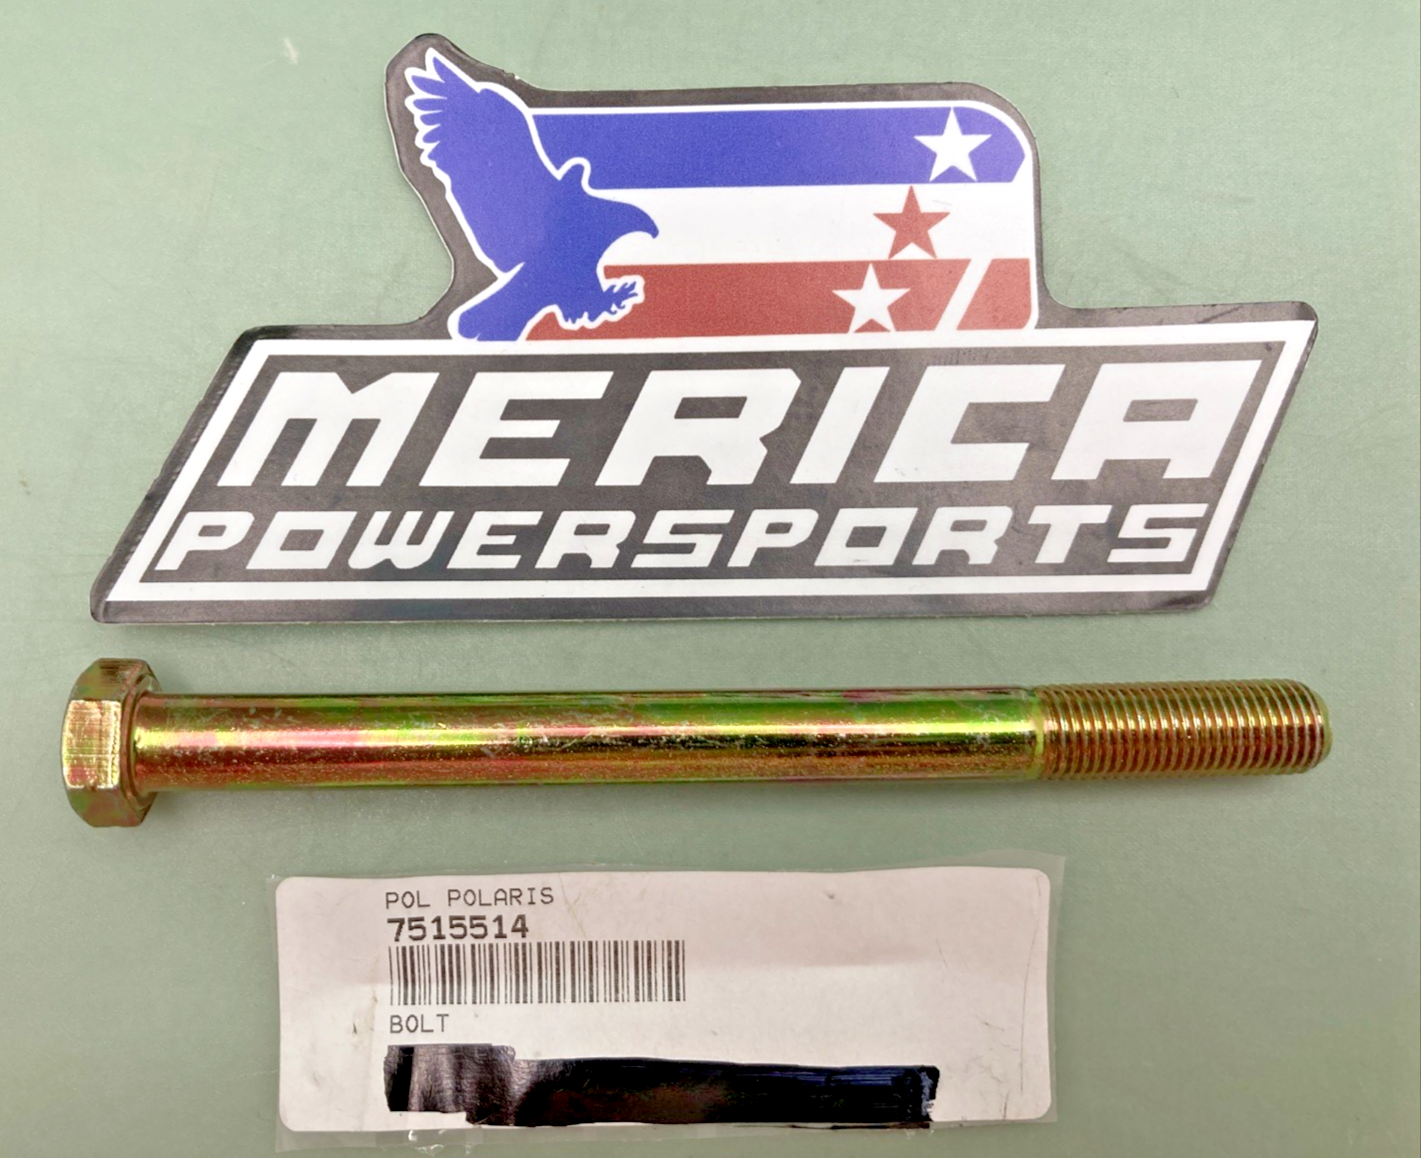 MERICA
POWERSPORTS
POL POLARIS
7515514
BOLT